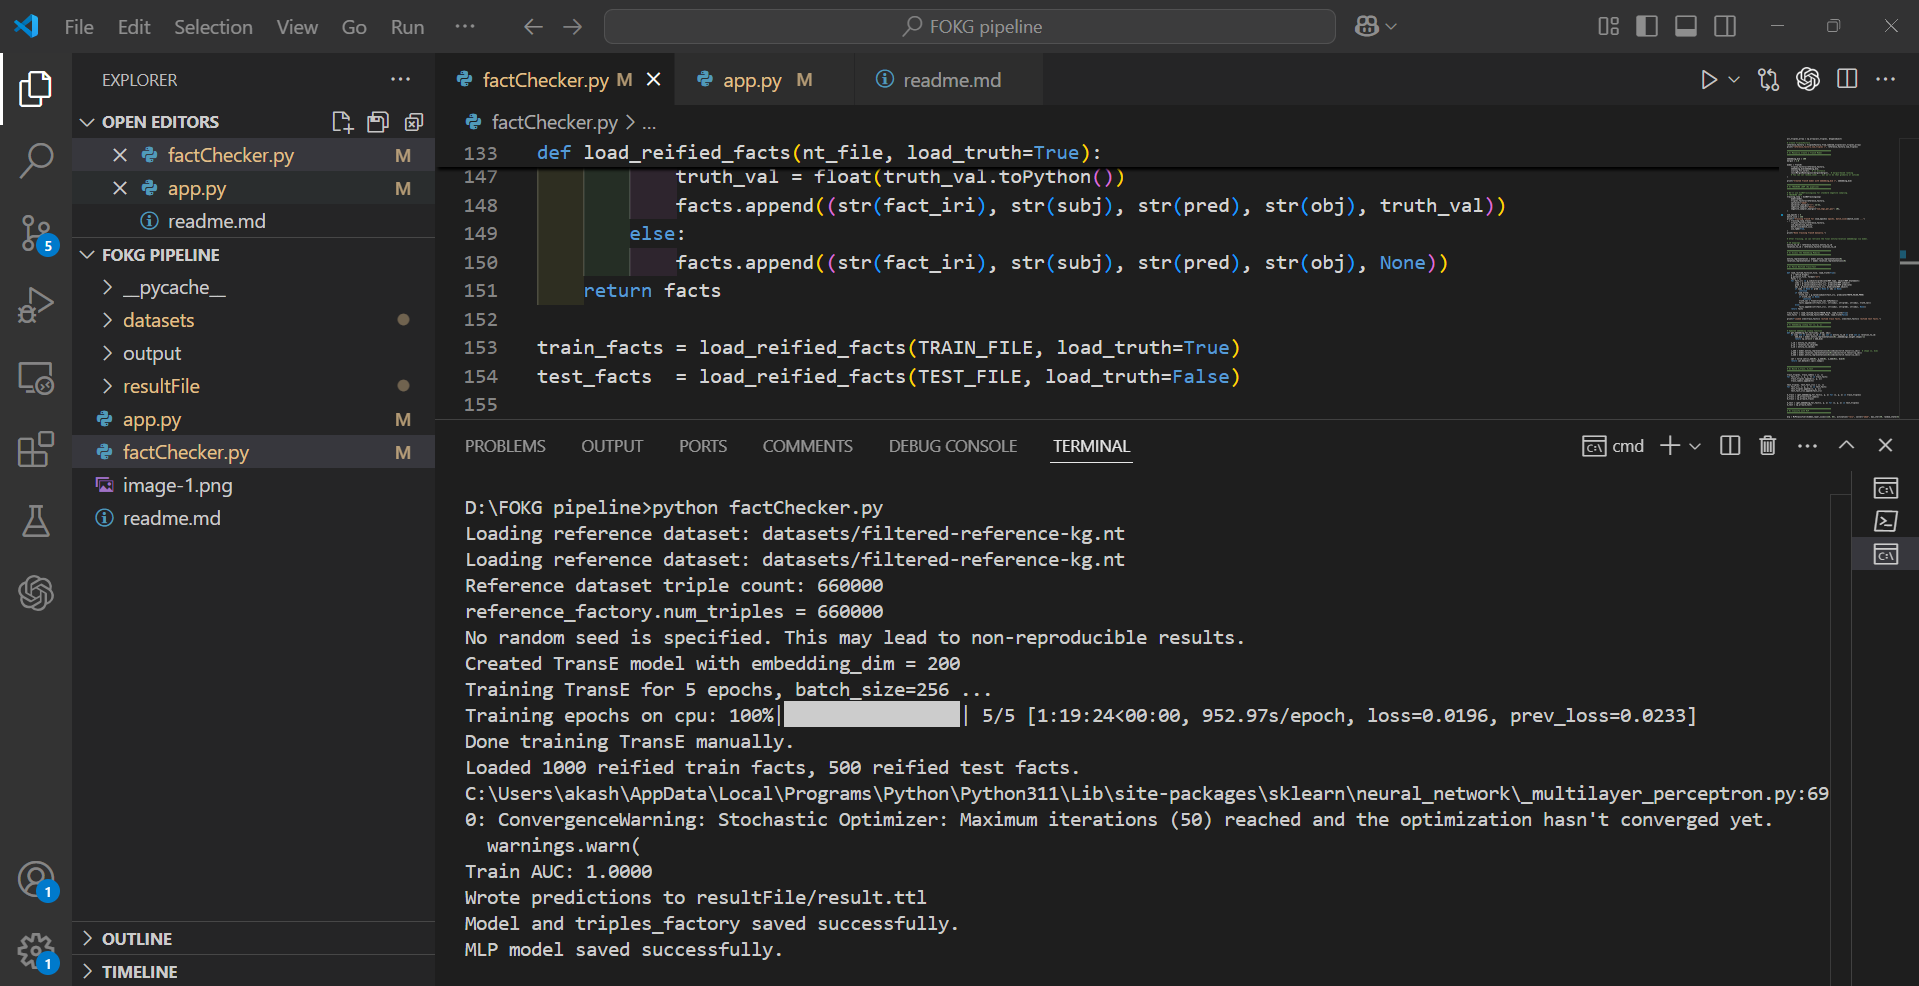 File Edit Selection View Go Run ... FOKG pipeline
EXPLORER ...
OPEN EDITORS
factChecker.py M
app.py M
readme.md
FOKG PIPELINE
__pycache__
datasets
output
resultFile
app.py M
factChecker.py M
image-1.png
readme.md
OUTLINE
TIMELINE
5
1
1
factChecker.py M app.py M readme.md
factChecker.py > ...
133 def load_reified_facts(nt_file, load_truth=True):
147 truth_val = float(truth_val.toPython())
148 facts.append((str(fact_iri), str(subj), str(pred), str(obj), truth_val))
149 else:
150 facts.append((str(fact_iri), str(subj), str(pred), str(obj), None))
151 return facts
152
153 train_facts = load_reified_facts(TRAIN_FILE, load_truth=True)
154 test_facts  = load_reified_facts(TEST_FILE, load_truth=False)
155
PROBLEMS OUTPUT PORTS COMMENTS DEBUG CONSOLE TERMINAL cmd
D:\FOKG pipeline>python factChecker.py
Loading reference dataset: datasets/filtered-reference-kg.nt
Loading reference dataset: datasets/filtered-reference-kg.nt
Reference dataset triple count: 660000
reference_factory.num_triples = 660000
No random seed is specified. This may lead to non-reproducible results.
Created TransE model with embedding_dim = 200
Training TransE for 5 epochs, batch_size=256 ...
Training epochs on cpu: 100%| | 5/5 [1:19:24<00:00, 952.97s/epoch, loss=0.0196, prev_loss=0.0233]
Done training TransE manually.
Loaded 1000 reified train facts, 500 reified test facts.
C:\Users\akash\AppData\Local\Programs\Python\Python311\Lib\site-packages\sklearn\neural_network\_multilayer_perceptron.py:69
0: ConvergenceWarning: Stochastic Optimizer: Maximum iterations (50) reached and the optimization hasn't converged yet.
warnings.warn(
Train AUC: 1.0000
Wrote predictions to resultFile/result.ttl
Model and triples_factory saved successfully.
MLP model saved successfully.